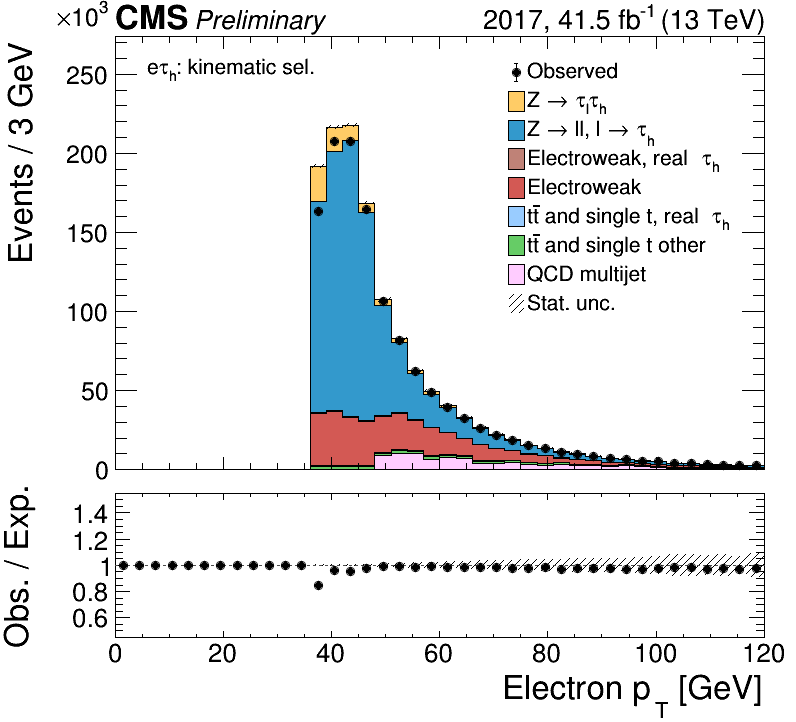 ×10³ CMS Preliminary 2017, 41.5 fb⁻¹ (13 TeV)
eτₕ: kinematic sel.
Observed
Z → τₗτₕ
Z → ll, l → τₕ
Electroweak, real τₕ
Electroweak
tt̄ and single t, real τₕ
tt̄ and single t other
QCD multijet
Stat. unc.
Events / 3 GeV
250
200
150
100
50
0
Obs. / Exp.
1.4
1.2
1
0.8
0.6
0 20 40 60 80 100 120
Electron p_T [GeV]